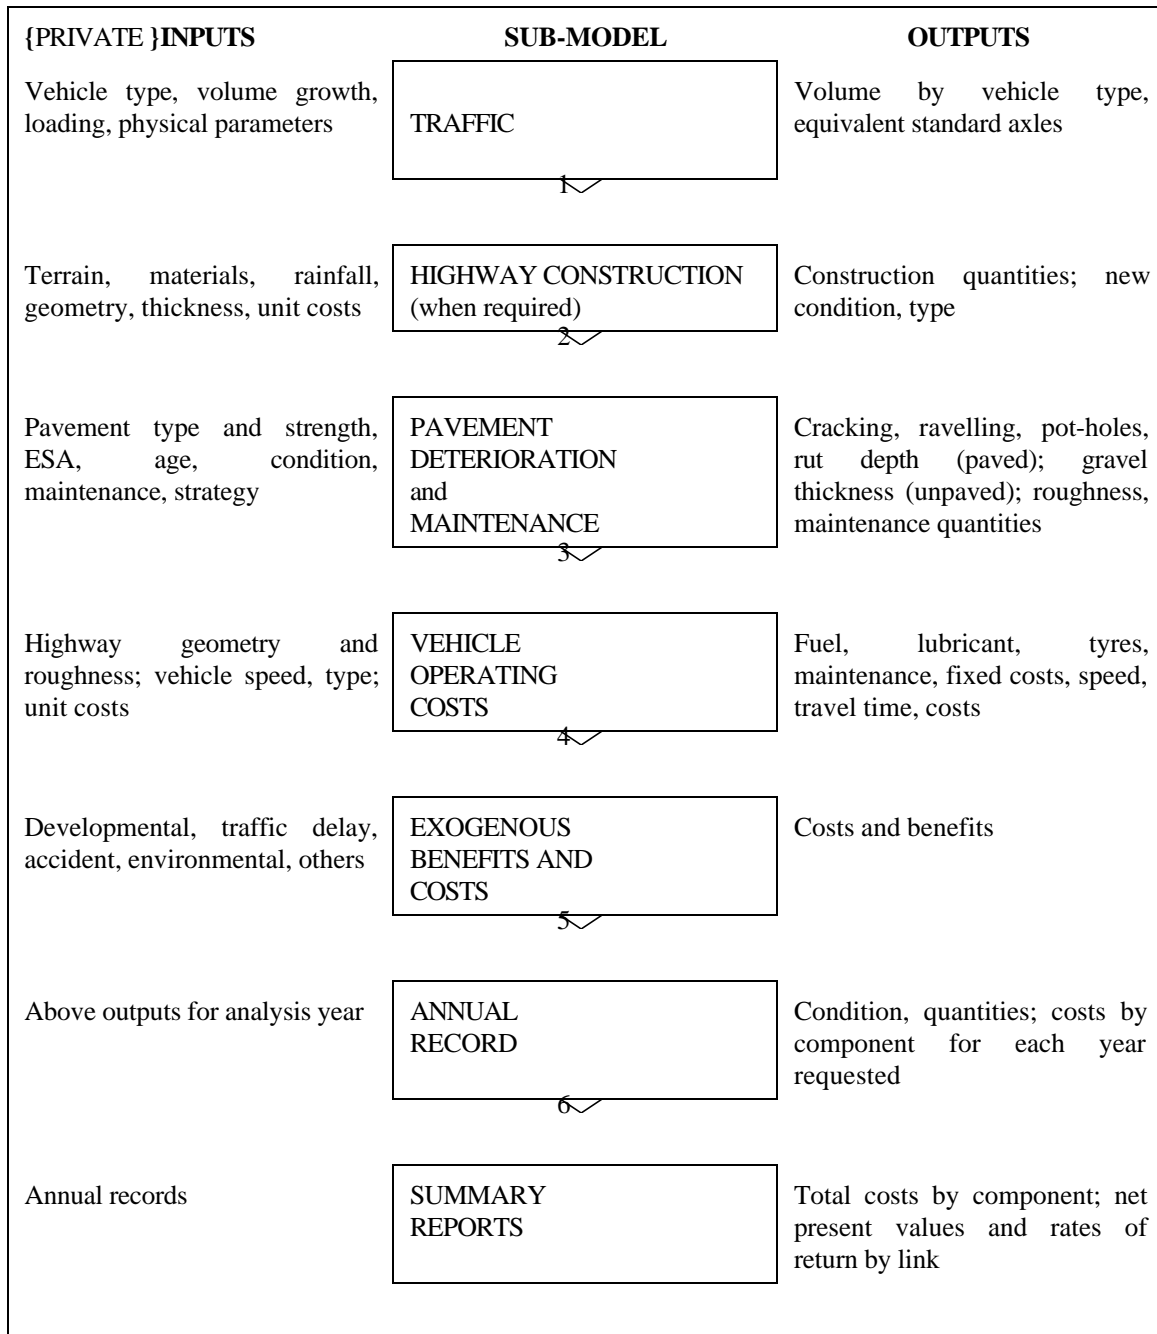 {PRIVATE }INPUTS SUB-MODEL OUTPUTS
Vehicle type, volume growth,
loading, physical parameters
TRAFFIC
Volume by vehicle type,
equivalent standard axles
1
Terrain, materials, rainfall,
geometry, thickness, unit costs
HIGHWAY CONSTRUCTION
(when required)
Construction quantities; new
condition, type
2
Pavement type and strength,
ESA, age, condition,
maintenance, strategy
PAVEMENT
DETERIORATION
and
MAINTENANCE
Cracking, ravelling, pot-holes,
rut depth (paved); gravel
thickness (unpaved); roughness,
maintenance quantities
3
Highway geometry and
roughness; vehicle speed, type;
unit costs
VEHICLE
OPERATING
COSTS
Fuel, lubricant, tyres,
maintenance, fixed costs, speed,
travel time, costs
4
Developmental, traffic delay,
accident, environmental, others
EXOGENOUS
BENEFITS AND
COSTS
Costs and benefits
5
Above outputs for analysis year
ANNUAL
RECORD
Condition, quantities; costs by
component for each year
requested
6
Annual records
SUMMARY
REPORTS
Total costs by component; net
present values and rates of
return by link